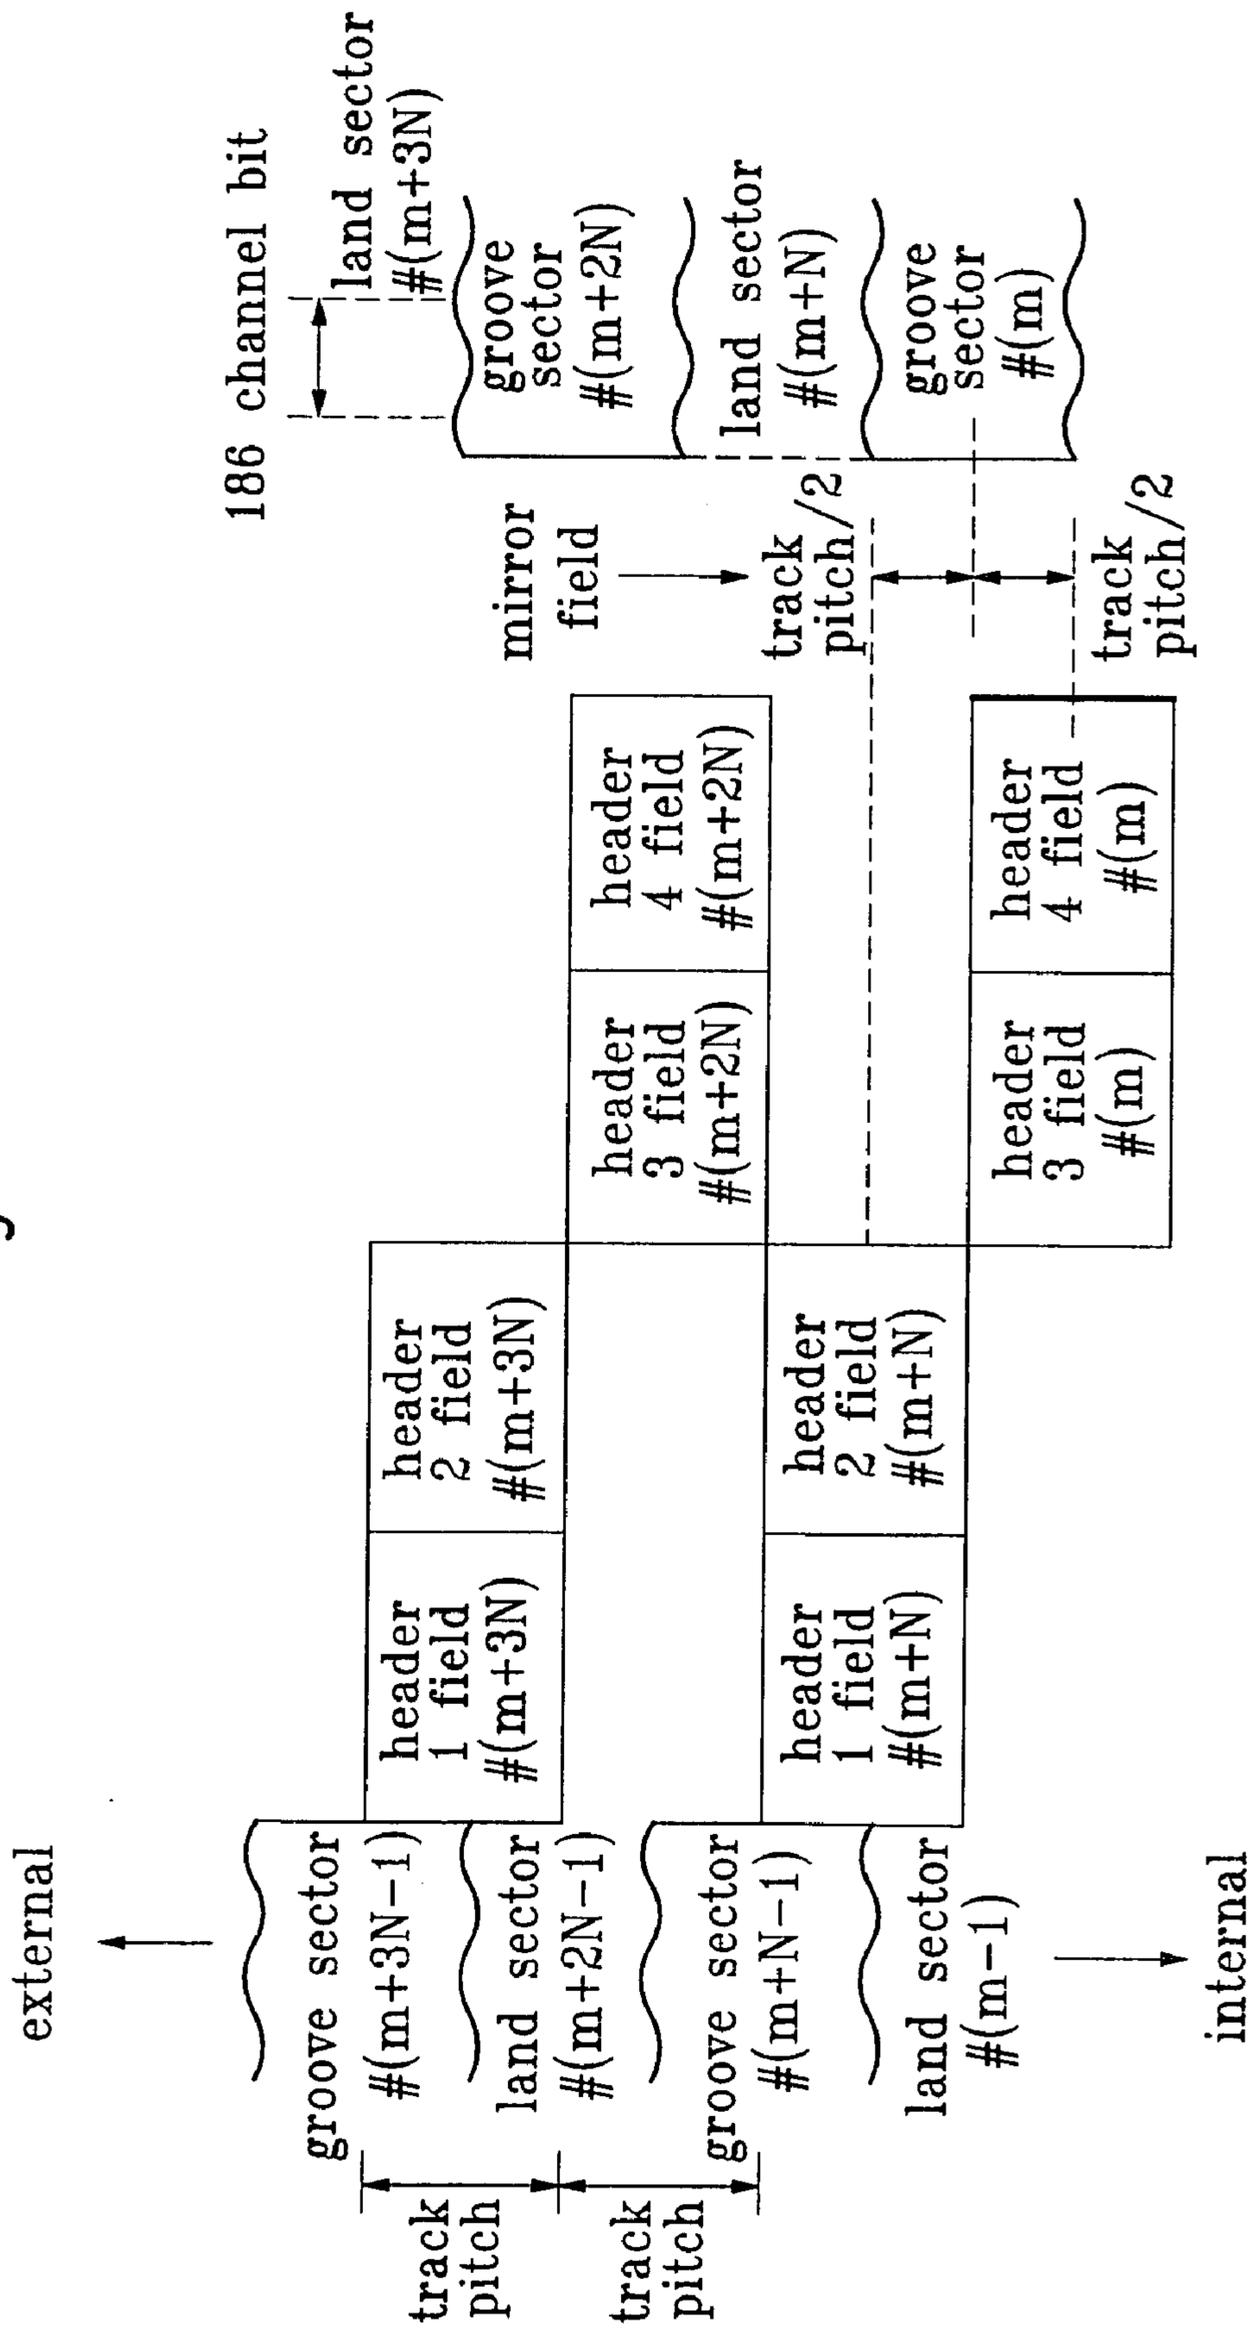 external
groove sector
#(m+3N-1)
land sector
#(m+2N-1)
groove sector
#(m+N-1)
land sector
#(m-1)
internal
track
pitch
track
pitch
header
1 field
#(m+3N)
header
2 field
#(m+3N)
header
1 field
#(m+N)
header
2 field
#(m+N)
header
3 field
#(m+2N)
header
4 field
#(m+2N)
header
3 field
#(m)
header
4 field
#(m)
mirror
field
track
pitch/2
track
pitch/2
186 channel bit
land sector
#(m+3N)
groove
sector
#(m+2N)
land sector
#(m+N)
groove
sector
#(m)